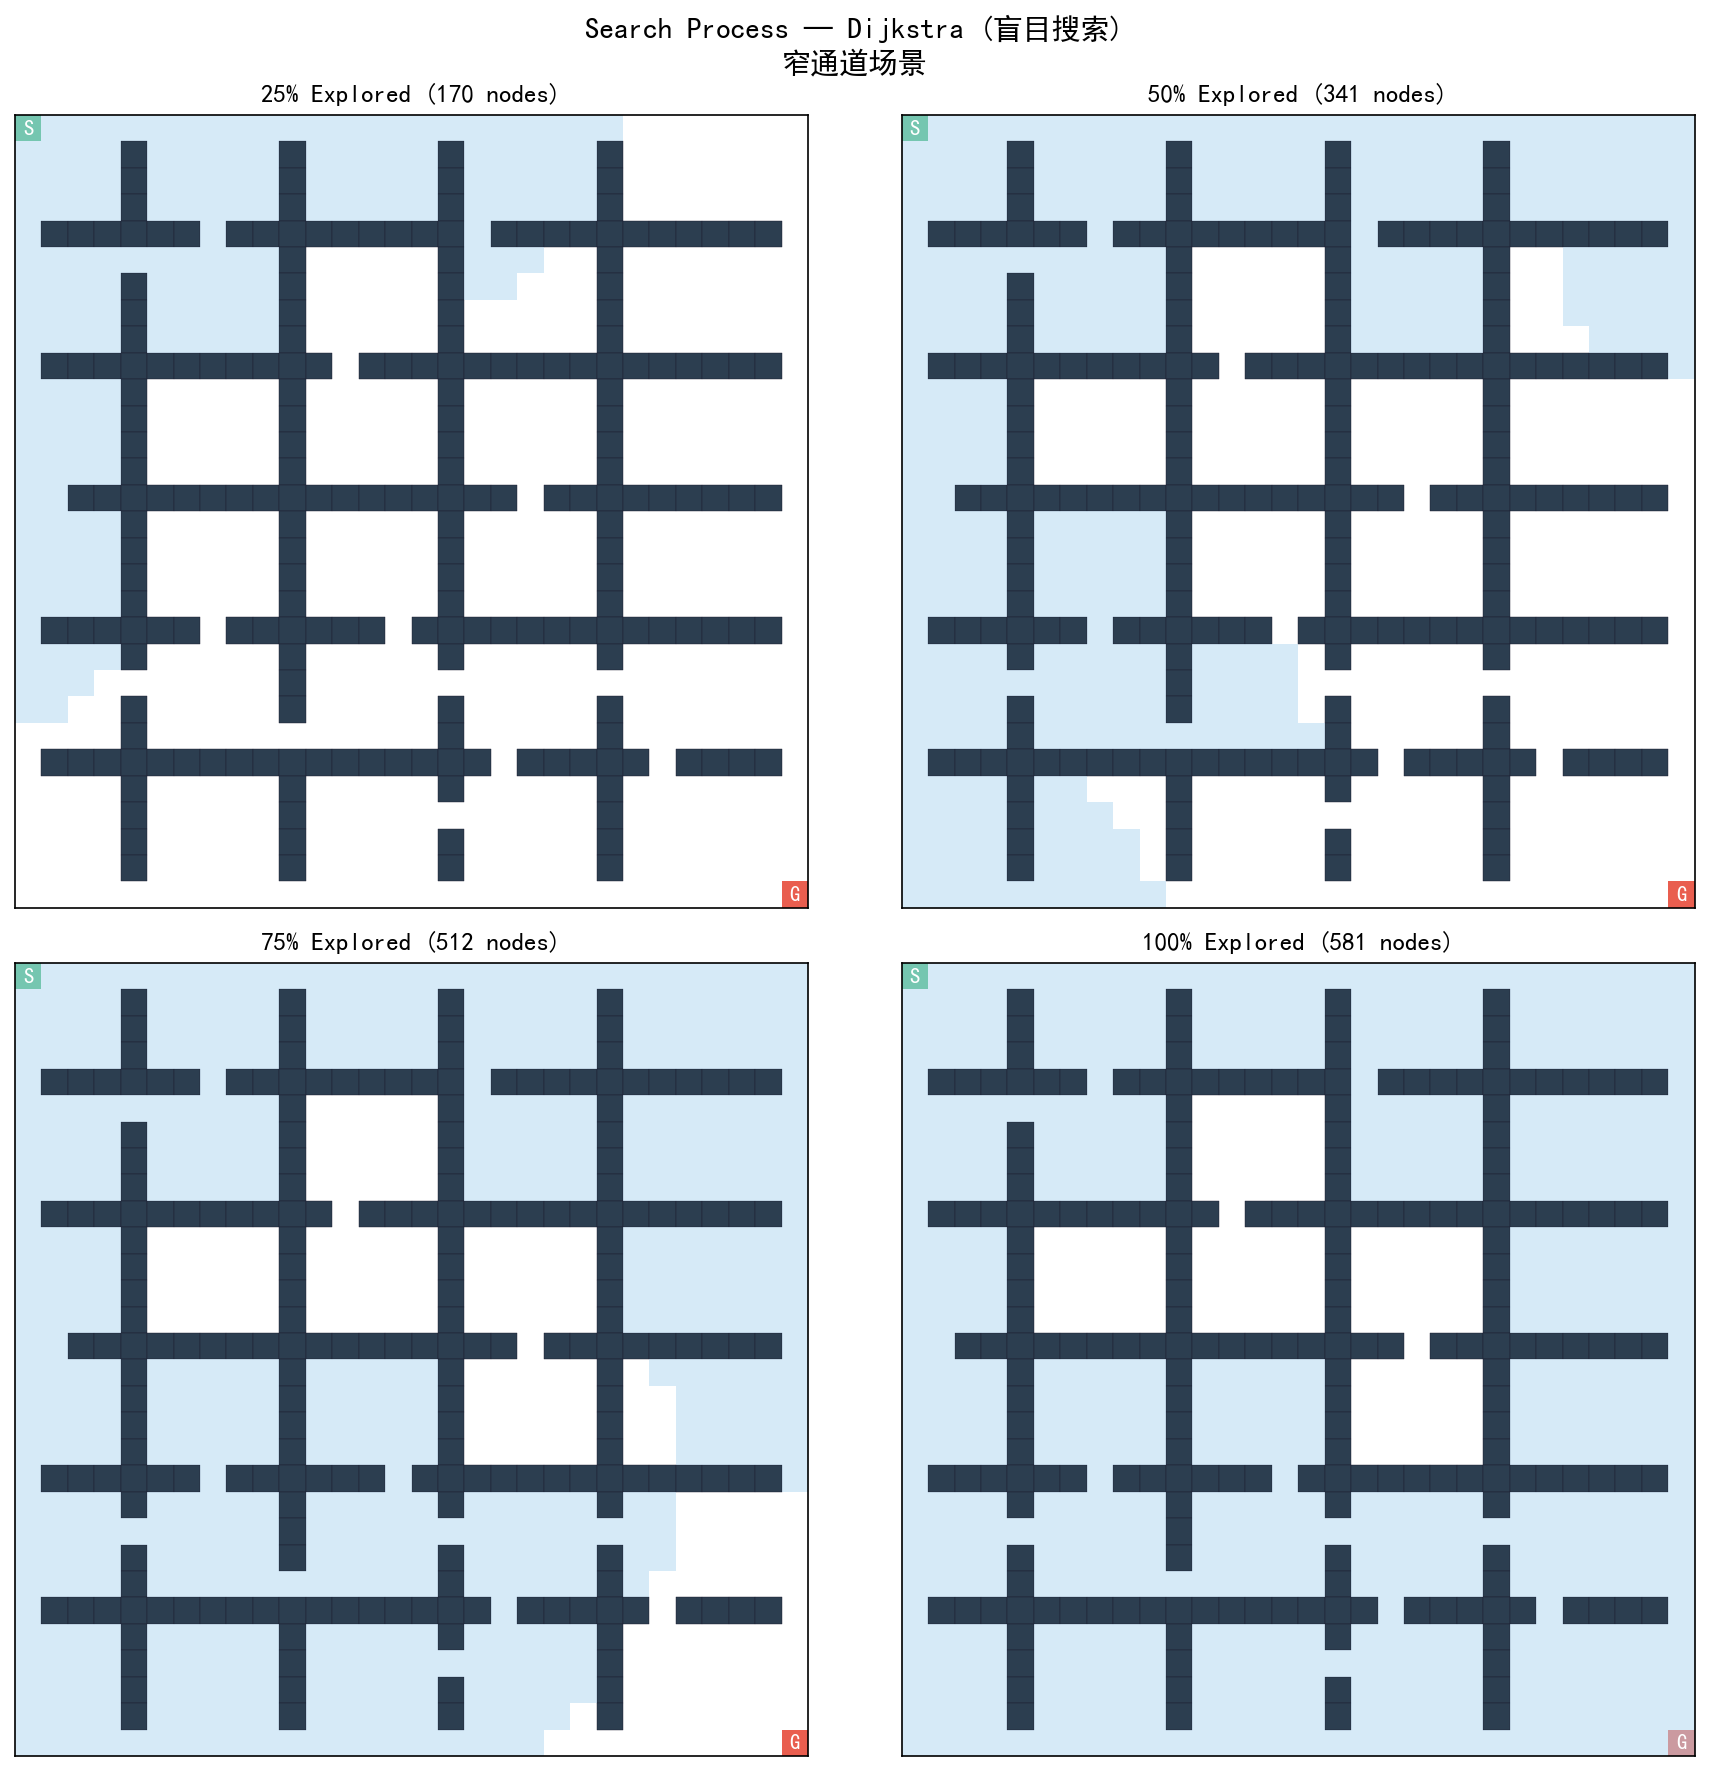 Search Process —— Dijkstra (盲目搜索)
窄通道场景
25% Explored (170 nodes)
50% Explored (341 nodes)
S
S
G
G
75% Explored (512 nodes)
100% Explored (581 nodes)
S
S
G
G